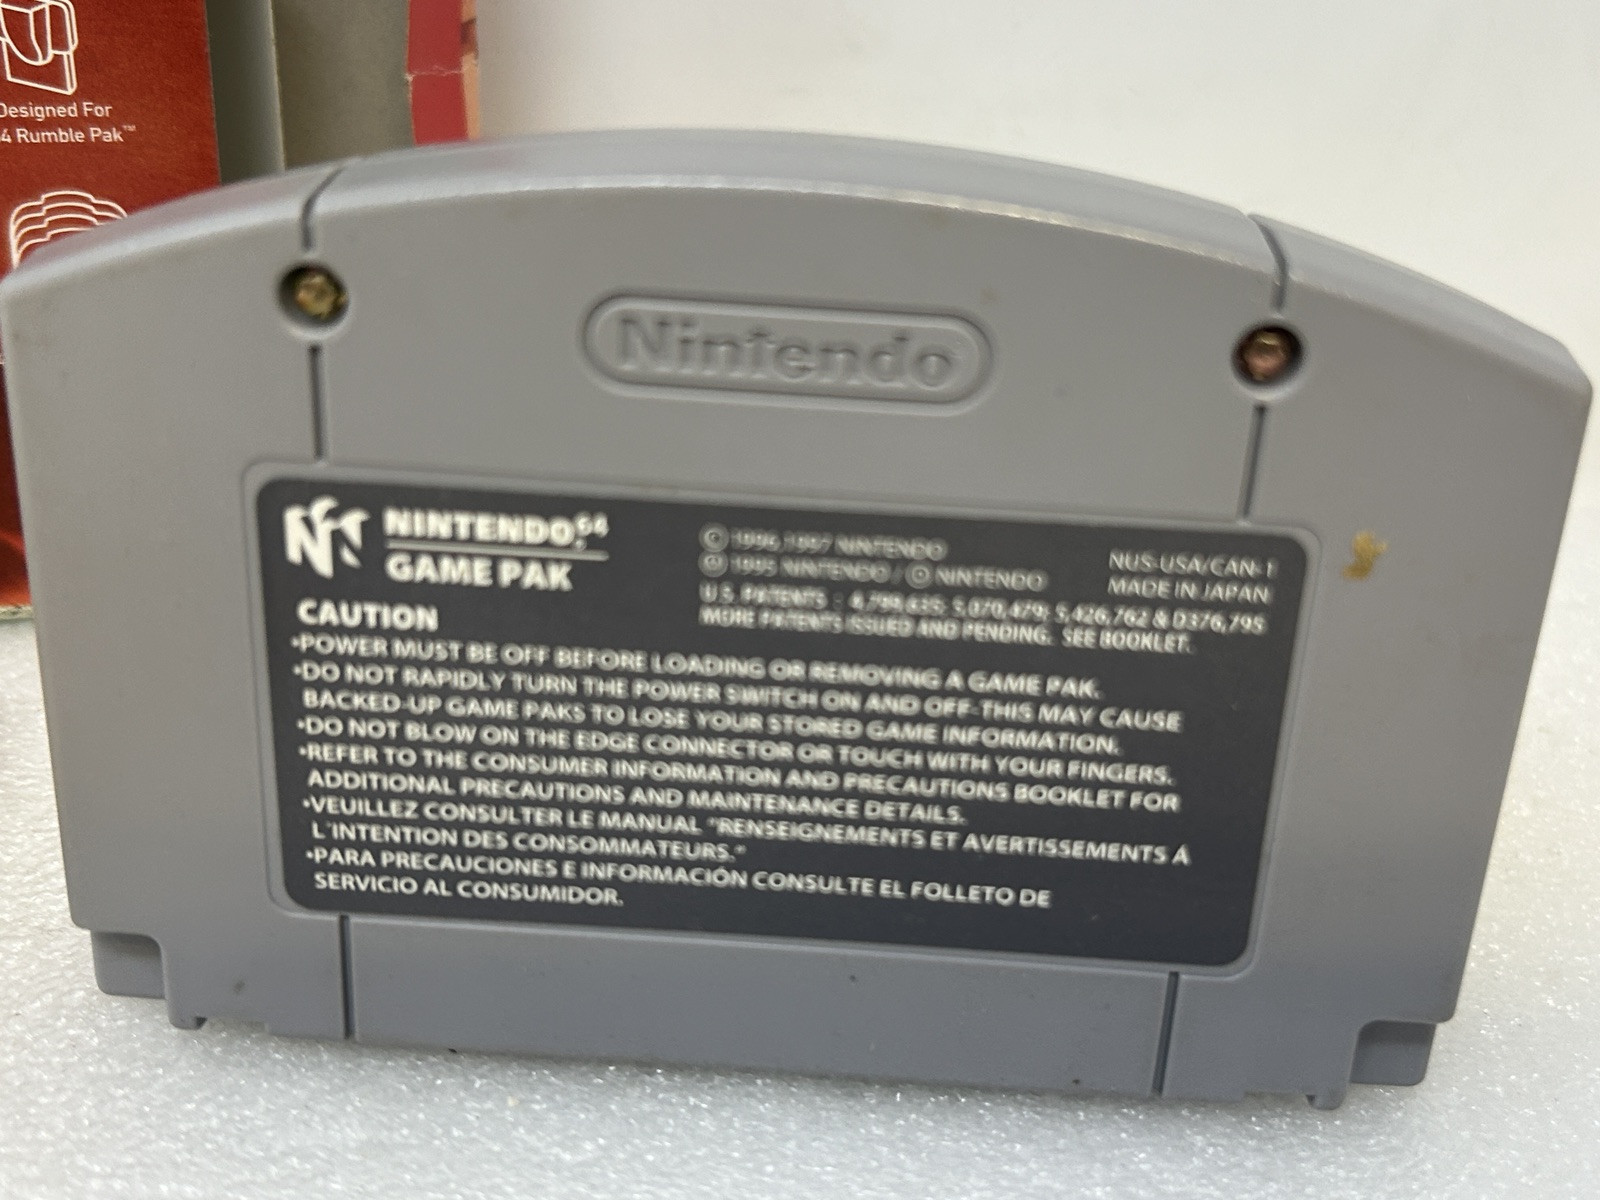 Designed For
4 Rumble Pak™
Nintendo
NINTENDO64
GAME PAK
© 1996,1997 NINTENDO
© 1995 NINTENDO / © NINTENDO
U.S. PATENTS : 4,799,635; 5,070,479; 5,426,762 & D376,795
MORE PATENTS ISSUED AND PENDING. SEE BOOKLET.
NUS-USA/CAN-1
MADE IN JAPAN
CAUTION
•POWER MUST BE OFF BEFORE LOADING OR REMOVING A GAME PAK.
•DO NOT RAPIDLY TURN THE POWER SWITCH ON AND OFF-THIS MAY CAUSE
BACKED-UP GAME PAKS TO LOSE YOUR STORED GAME INFORMATION.
•DO NOT BLOW ON THE EDGE CONNECTOR OR TOUCH WITH YOUR FINGERS.
•REFER TO THE CONSUMER INFORMATION AND PRECAUTIONS BOOKLET FOR
ADDITIONAL PRECAUTIONS AND MAINTENANCE DETAILS.
•VEUILLEZ CONSULTER LE MANUAL "RENSEIGNEMENTS ET AVERTISSEMENTS Á
L'INTENTION DES CONSOMMATEURS."
•PARA PRECAUCIONES E INFORMACIÓN CONSULTE EL FOLLETO DE
SERVICIO AL CONSUMIDOR.